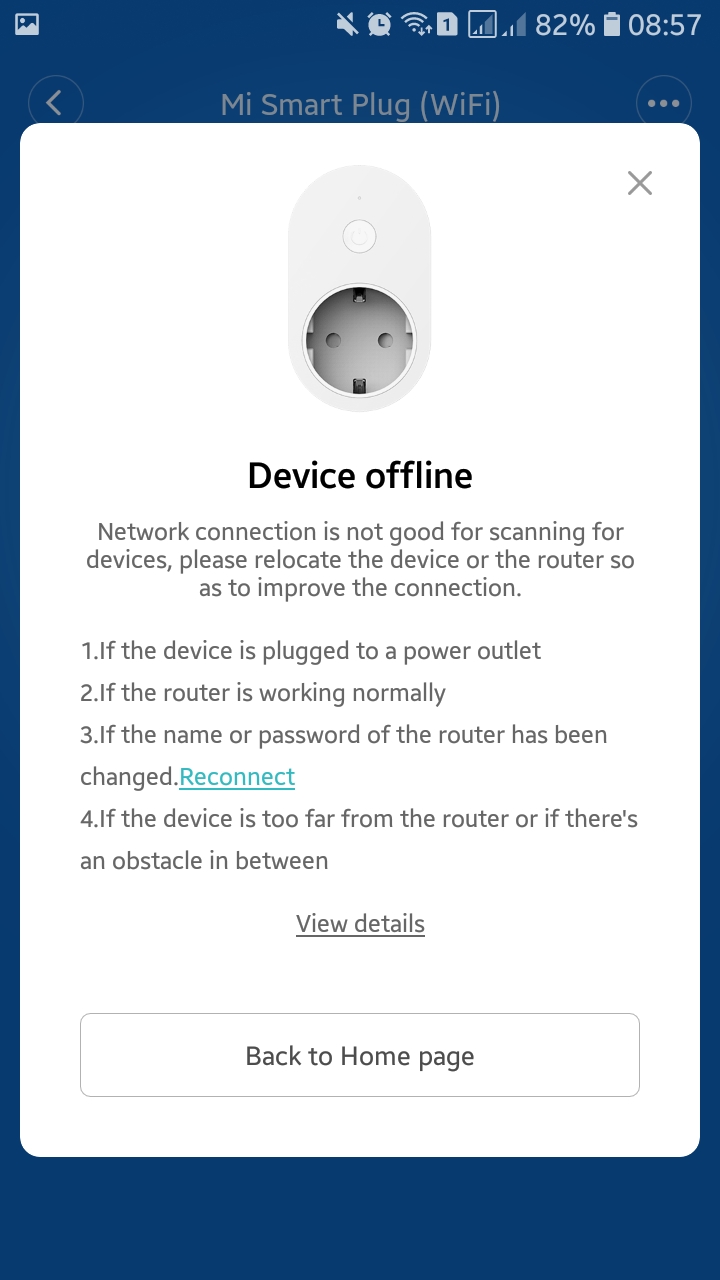 1 82% 08:57
Mi Smart Plug (WiFi)
Device offline
Network connection is not good for scanning for
devices, please relocate the device or the router so
as to improve the connection.
1.If the device is plugged to a power outlet
2.If the router is working normally
3.If the name or password of the router has been
changed.Reconnect
4.If the device is too far from the router or if there's
an obstacle in between
View details
Back to Home page